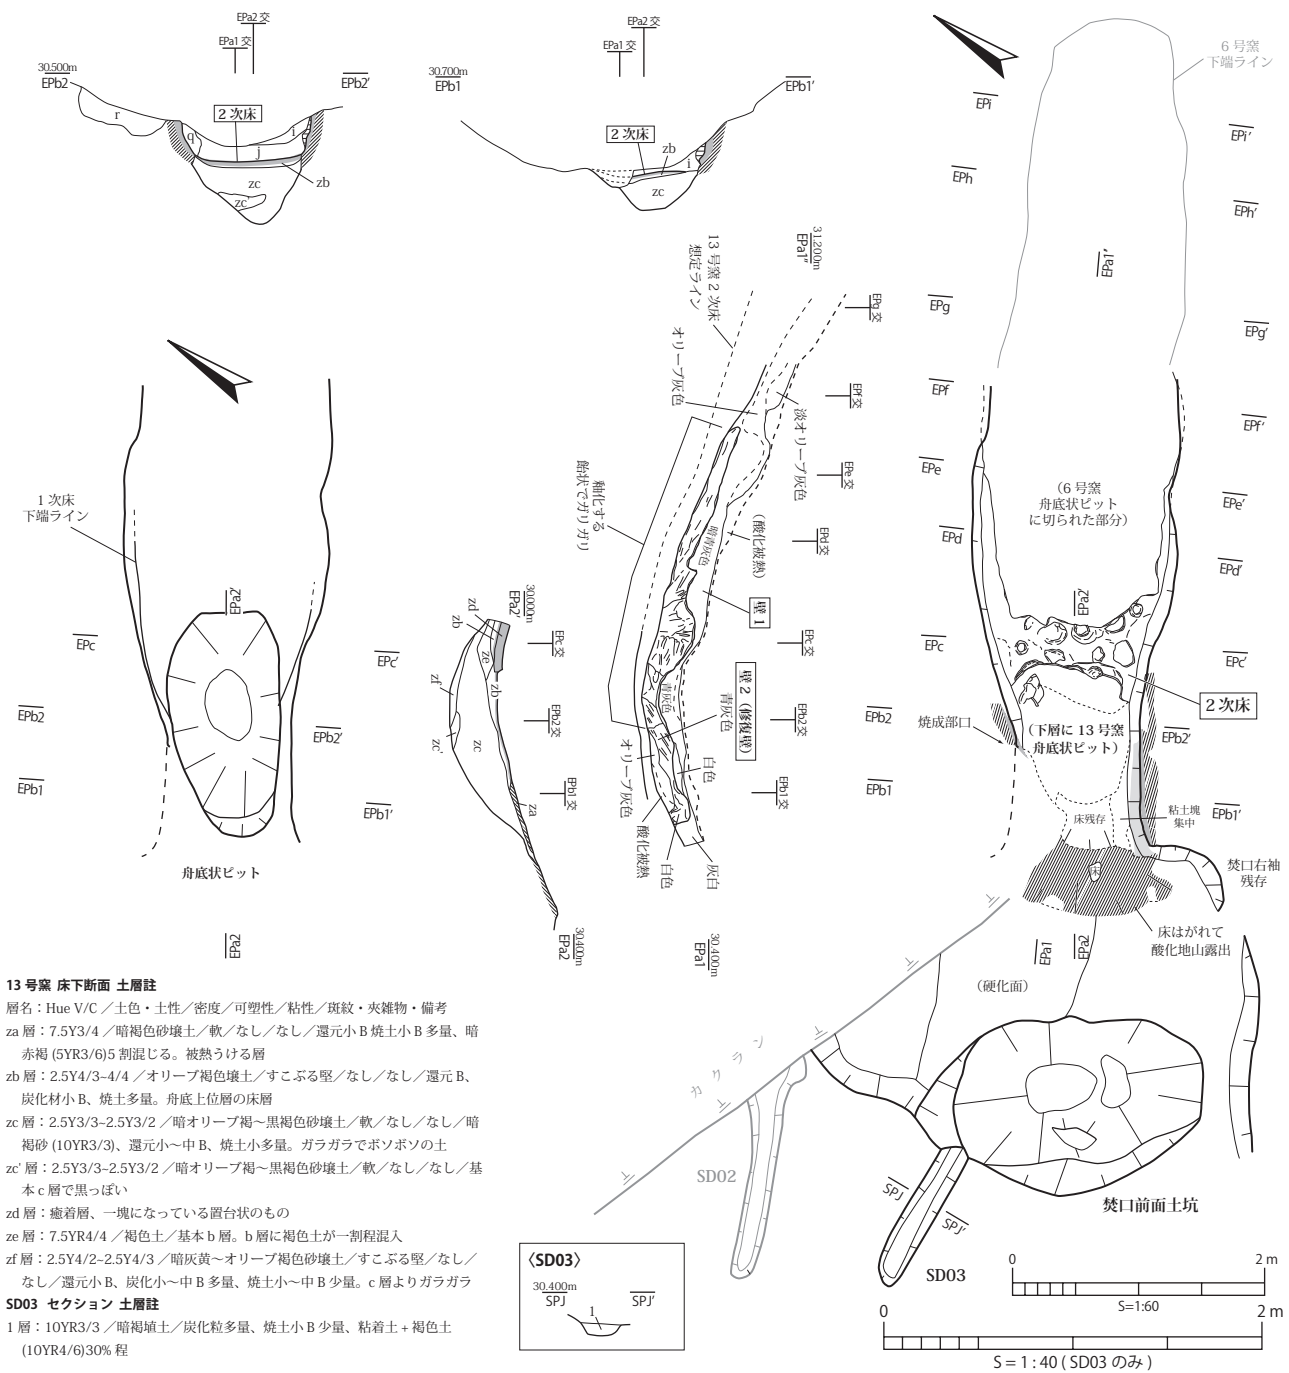 EPa2 交
EPa1 交
30.500m
EPb2
EPb2’
2 次床
r
q
i
j
zb
zc
zc'
EPa2 交
EPa1 交
30.700m
EPb1
EPb1’
2 次床
zb
i
zc
6 号窯
下端ライン
EPi
EPi’
EPh
EPh’
EPa1’’
EPg
EPg’
EPf
EPf’
EPe
EPe’
EPd
EPd’
(6 号窯
舟底状ピット
に切られた部分)
EPa2’
EPc
EPc’
2 次床
焼成部口
EPb2
EPb2’
(下層に 13 号窯
舟底状ピット)
EPb1
EPb1’
床残存
粘土塊
集中
床
焚口右袖
残存
床はがれて
酸化地山露出
EPa1
EPa2
(硬化面)
31.200m
EPa1’’
13 号窯 2 次床
想定ライン
オリーブ灰色
淡オリーブ灰色
EPg 交
EPf 交
EPe 交
EPd 交
EPc 交
EPb2 交
EPb1 交
釉化する
飴状でガリガリ
暗青灰色
(酸化被熱)
壁 1
壁 2 (修復壁)
青灰色
青灰色
白色
オリーブ灰色
酸化被熱
白色
灰白
30.400m
EPa1
1 次床
下端ライン
EPa2’
EPc
EPc’
EPb2
EPb2’
EPb1
EPb1’
舟底状ピット
EPa2
30.000m
EPa2’
zd
zb
ze
zf
zb
zc'
zc
za
EPc 交
EPb2 交
EPb1 交
30.400m
EPa2
カクラン
SD02
SPJ
SPJ’
SD03
焚口前面土坑
13 号窯 床下断面 土層註
層名：Hue V/C ／土色・土性／密度／可塑性／粘性／斑紋・夾雑物・備考
za 層：7.5Y3/4 ／暗褐色砂壌土／軟／なし／なし／還元小 B 焼土小 B 多量、暗
赤褐 (5YR3/6)5 割混じる。被熱うける層
zb 層：2.5Y4/3~4/4 ／オリーブ褐色壌土／すこぶる堅／なし／なし／還元 B、
炭化材小 B、焼土多量。舟底上位層の床層
zc 層：2.5Y3/3~2.5Y3/2 ／暗オリーブ褐〜黒褐色砂壌土／軟／なし／なし／暗
褐砂 (10YR3/3)、還元小〜中 B、焼土小多量。ガラガラでボソボソの土
zc' 層：2.5Y3/3~2.5Y3/2 ／暗オリーブ褐〜黒褐色砂壌土／軟／なし／なし／基
本 c 層で黒っぽい
zd 層：癒着層、一塊になっている置台状のもの
ze 層：7.5YR4/4 ／褐色土／基本 b 層。b 層に褐色土が一割程混入
zf 層：2.5Y4/2~2.5Y4/3 ／暗灰黄〜オリーブ褐色砂壌土／すこぶる堅／なし／
なし／還元小 B、炭化小〜中 B 多量、焼土小〜中 B 少量。c 層よりガラガラ
SD03 セクション 土層註
1 層：10YR3/3 ／暗褐埴土／炭化粒多量、焼土小 B 少量、粘着土 + 褐色土
(10YR4/6)30% 程
〈SD03〉
30.400m
SPJ
SPJ’
1
0
2 m
S=1:60
0
2 m
S = 1 : 40 ( SD03 のみ )